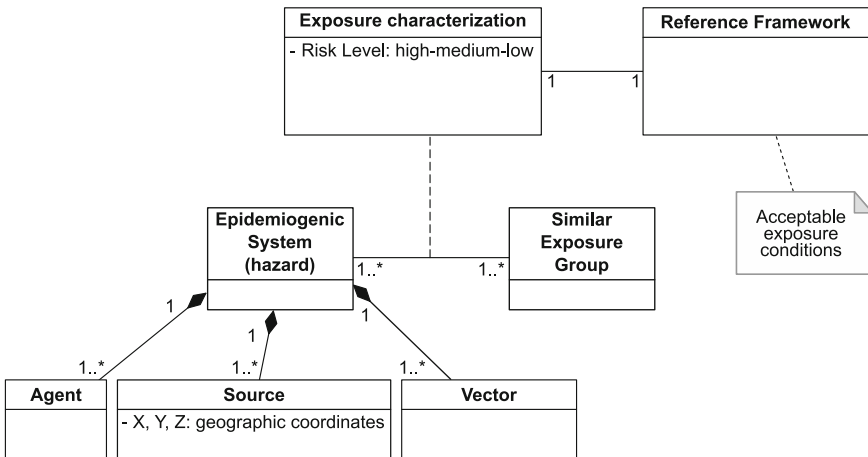 Exposure characterization
- Risk Level: high-medium-low
Reference Framework
1
1
Acceptable
exposure
conditions
Epidemiogenic
System
(hazard)
Similar
Exposure
Group
1..*
1..*
1
1
1
1..*
1..*
1..*
Agent
Source
- X, Y, Z: geographic coordinates
Vector